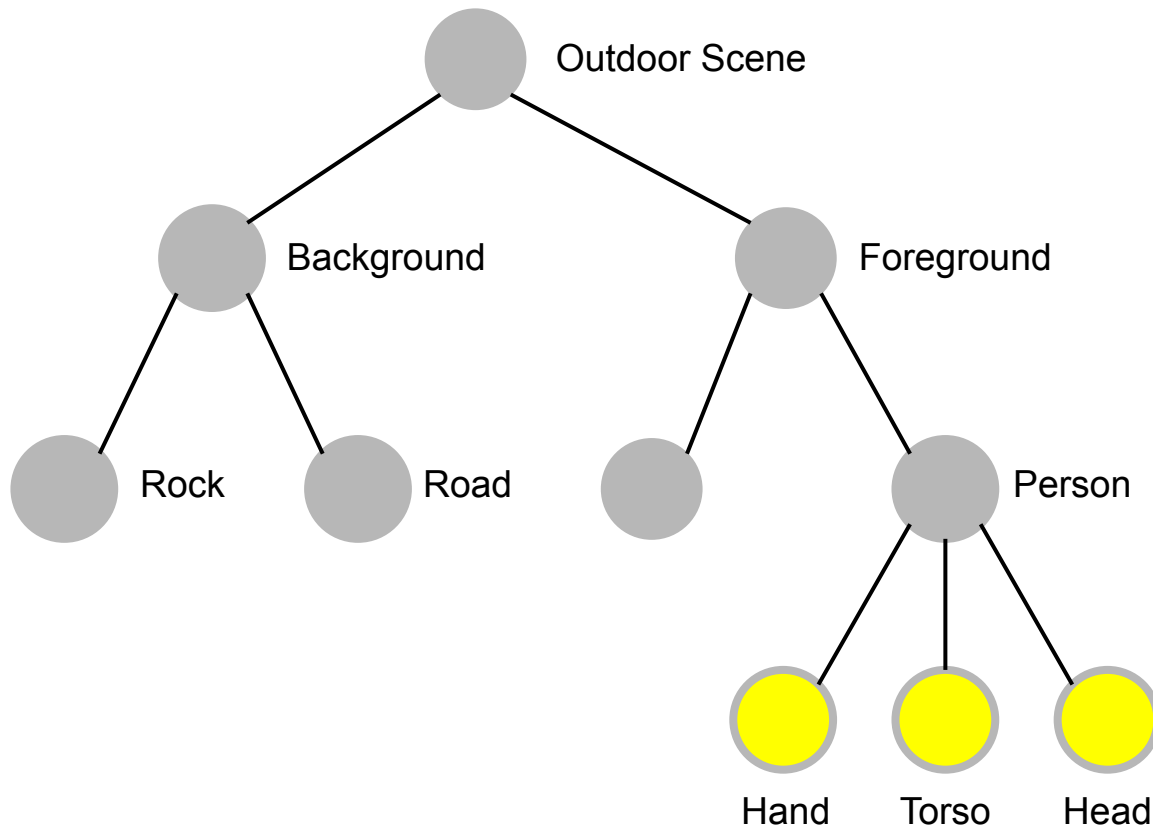 Outdoor Scene
Background
Foreground
Rock
Road
Person
Hand
Torso
Head